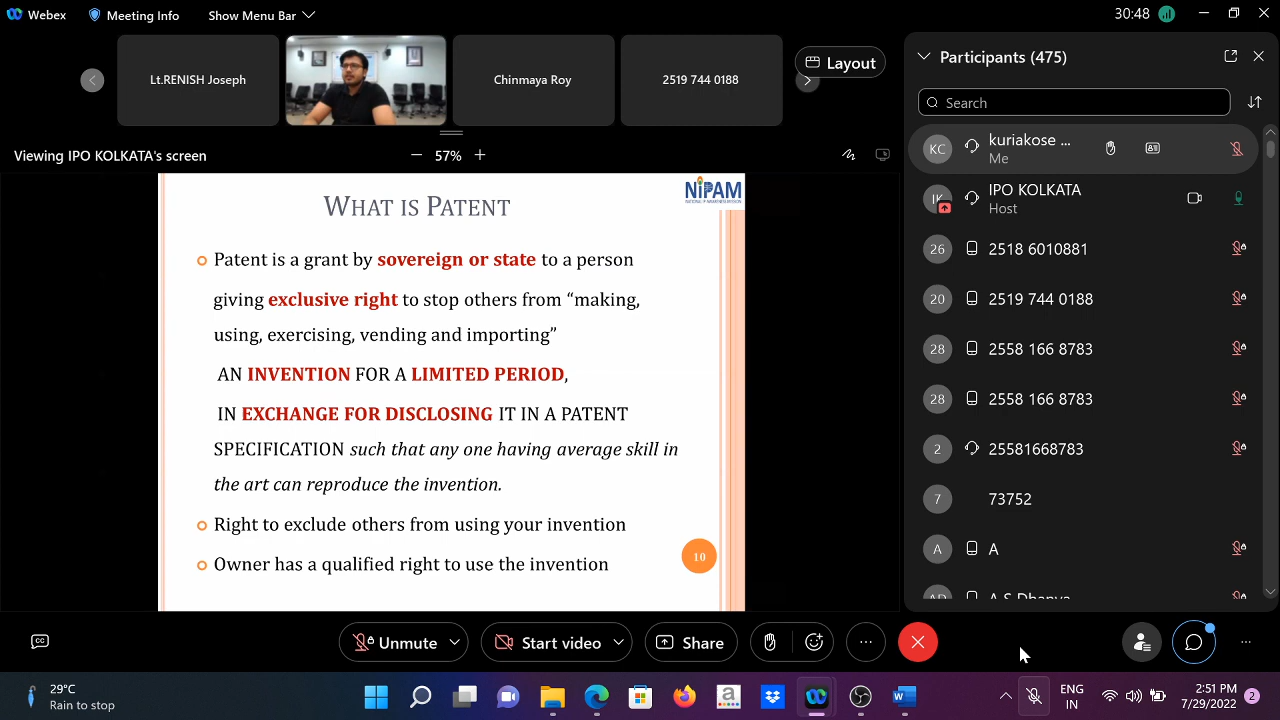 Webex
Meeting Info
Show Menu Bar
30:48
Lt.RENISH Joseph
Chinmaya Roy
2519 744 0188
Layout
Viewing IPO KOLKATA's screen
57%
WHAT IS PATENT
NIPAM
Patent is a grant by sovereign or state to a person
giving exclusive right to stop others from “making,
using, exercising, vending and importing”
AN INVENTION FOR A LIMITED PERIOD,
IN EXCHANGE FOR DISCLOSING IT IN A PATENT
SPECIFICATION such that any one having average skill in
the art can reproduce the invention.
Right to exclude others from using your invention
Owner has a qualified right to use the invention
10
Participants (475)
Search
KC kuriakose ...
Me
IK IPO KOLKATA
Host
26 2518 6010881
20 2519 744 0188
28 2558 166 8783
28 2558 166 8783
2 25581668783
7 73752
A A
AD A S Dhanya
CC
Unmute
Start video
Share
29°C
Rain to stop
ENG
IN
2:51 PM
7/29/2022
2